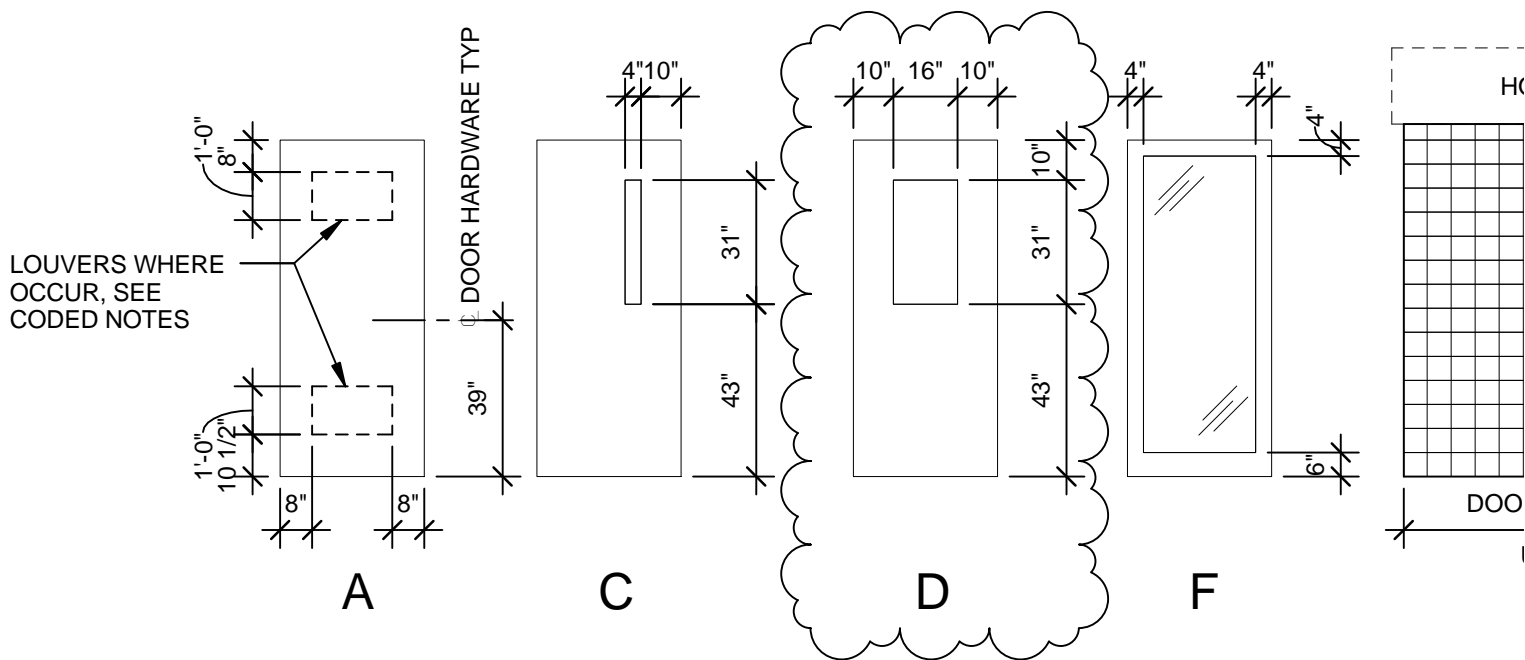 DOOR HARDWARE TYP
4"
10"
10"
16"
10"
4"
4"
4"
1'-0"
8"
10"
LOUVERS WHERE
OCCUR, SEE
CODED NOTES
31"
31"
39"
43"
43"
1'-0"
10 1/2"
6"
8"
8"
A
C
D
F